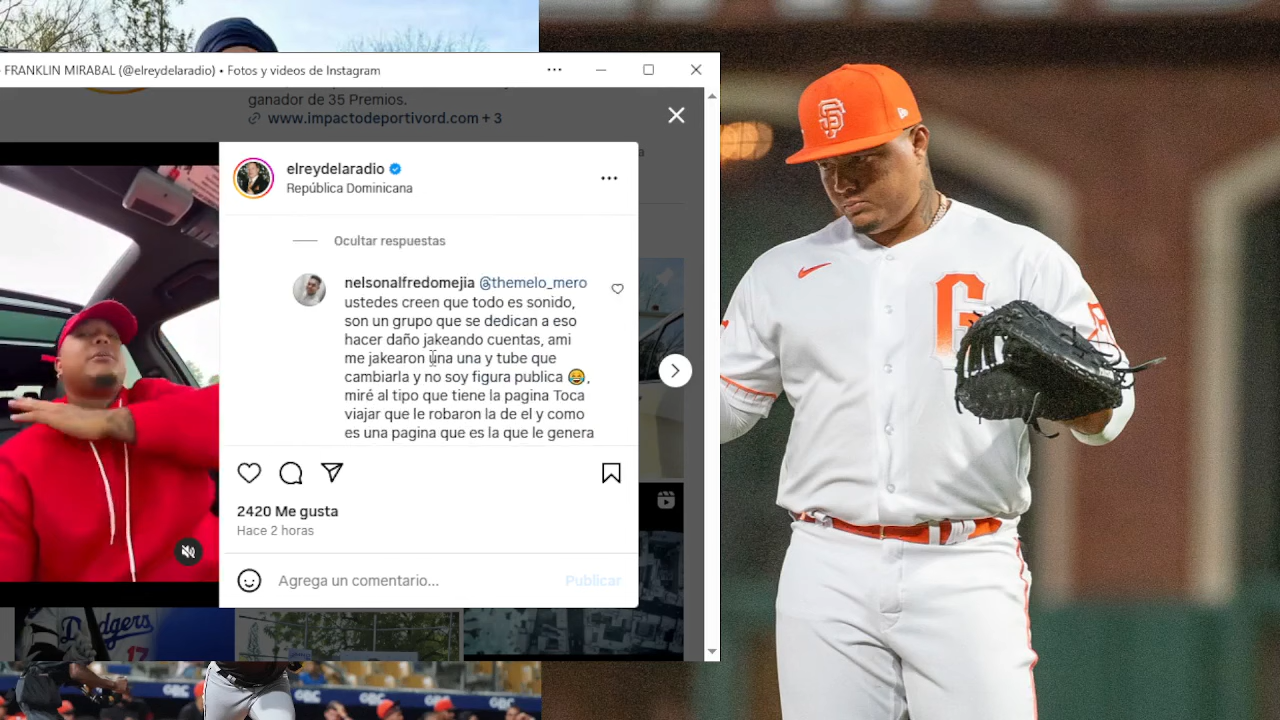 FRANKLIN MIRABAL (@elreydelaradio) • Fotos y videos de Instagram
ganador de 35 Premios.
www.impactodeportivord.com + 3
elreydelaradio
República Dominicana
Ocultar respuestas
nelsonalfredomejia @themelo_mero
ustedes creen que todo es sonido,
son un grupo que se dedican a eso
hacer daño jakeando cuentas, ami
me jakearon una una y tube que
cambiarla y no soy figura publica 😂,
miré al tipo que tiene la pagina Toca
viajar que le robaron la de el y como
es una pagina que es la que le genera
2420 Me gusta
Hace 2 horas
Agrega un comentario...
Publicar
Dodgers
17
GBC
GBC
SF
G